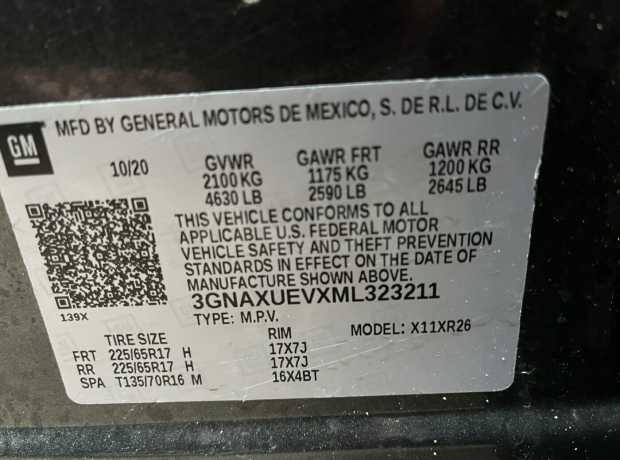 GM
MFD BY GENERAL MOTORS DE MEXICO, S. DE R.L. DE C.V.
10/20 GVWR GAWR FRT GAWR RR
2100 KG 1175 KG 1200 KG
4630 LB 2590 LB 2645 LB
THIS VEHICLE CONFORMS TO ALL
APPLICABLE U.S. FEDERAL MOTOR
VEHICLE SAFETY AND THEFT PREVENTION
STANDARDS IN EFFECT ON THE DATE OF
MANUFACTURE SHOWN ABOVE.
139X
3GNAXUEVXML323211
TYPE: M.P.V. MODEL: X11XR26
TIRE SIZE RIM
FRT 225/65R17 H 17X7J
RR 225/65R17 H 17X7J
SPA T135/70R16 M 16X4BT